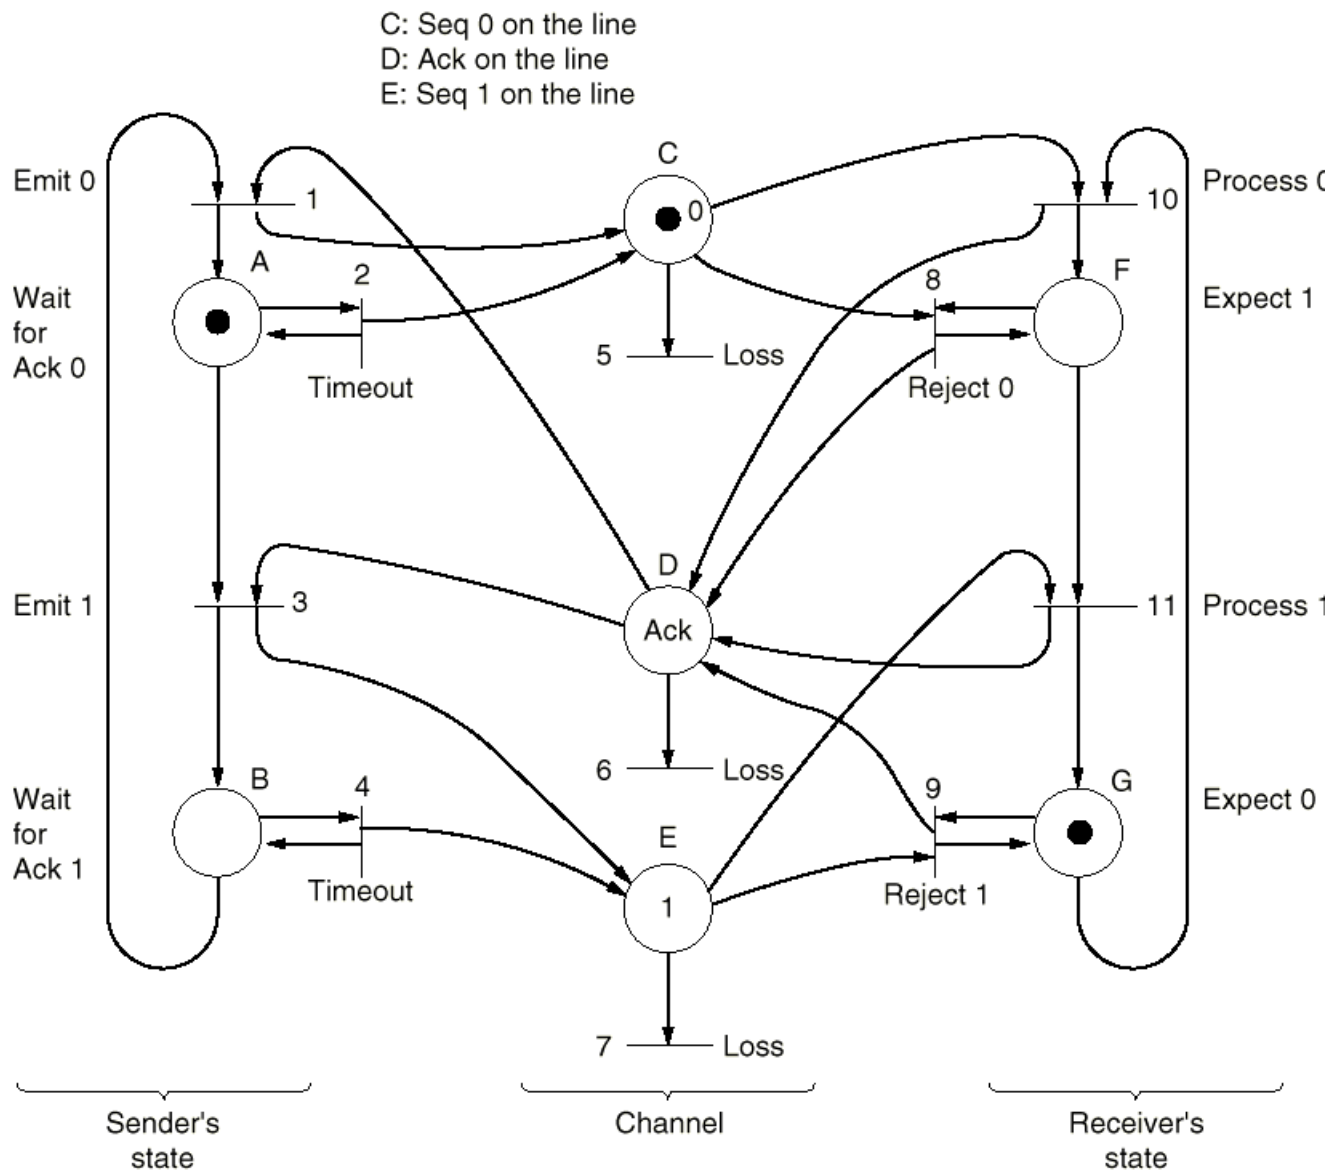 C: Seq 0 on the line
D: Ack on the line
E: Seq 1 on the line
Emit 0
1
C
0
10
Process 0
A
2
8
F
Wait
for
Ack 0
Expect 1
Timeout
5
Loss
Reject 0
D
Ack
Emit 1
3
11
Process 1
6
Loss
B
4
9
G
Wait
for
Ack 1
Expect 0
Timeout
E
1
Reject 1
7
Loss
Sender's
state
Channel
Receiver's
state